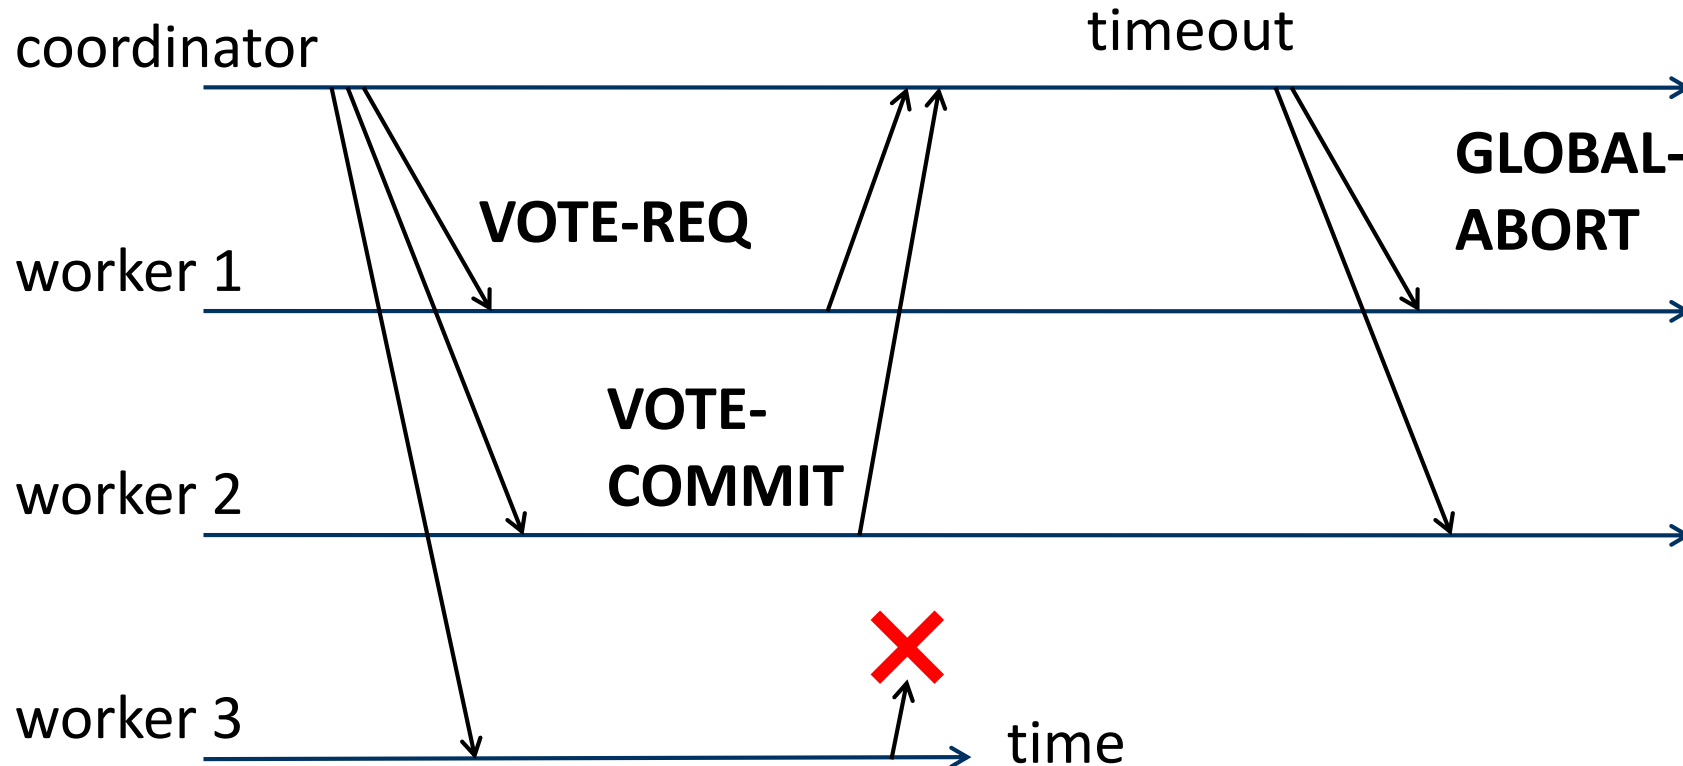 coordinator
timeout
GLOBAL-
ABORT
VOTE-REQ
worker 1
VOTE-
COMMIT
worker 2
worker 3
time